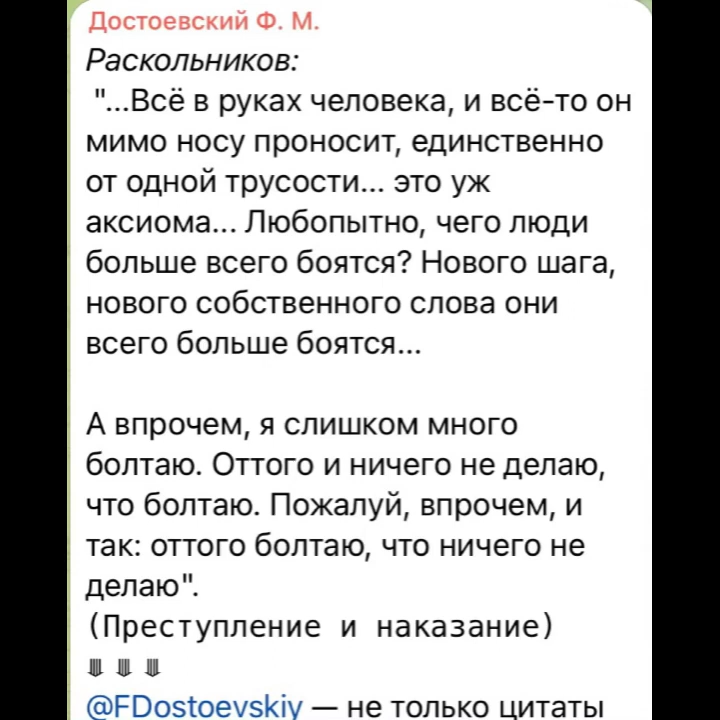 Достоевский Ф. М.
Раскольников:
"...Всё в руках человека, и всё-то он
мимо носу проносит, единственно
от одной трусости... это уж
аксиома... Любопытно, чего люди
больше всего боятся? Нового шага,
нового собственного слова они
всего больше боятся...
А впрочем, я слишком много
болтаю. Оттого и ничего не делаю,
что болтаю. Пожалуй, впрочем, и
так: оттого болтаю, что ничего не
делаю".
(Преступление и наказание)
⤋ ⤋ ⤋
@FDostoevskiy — не только цитаты